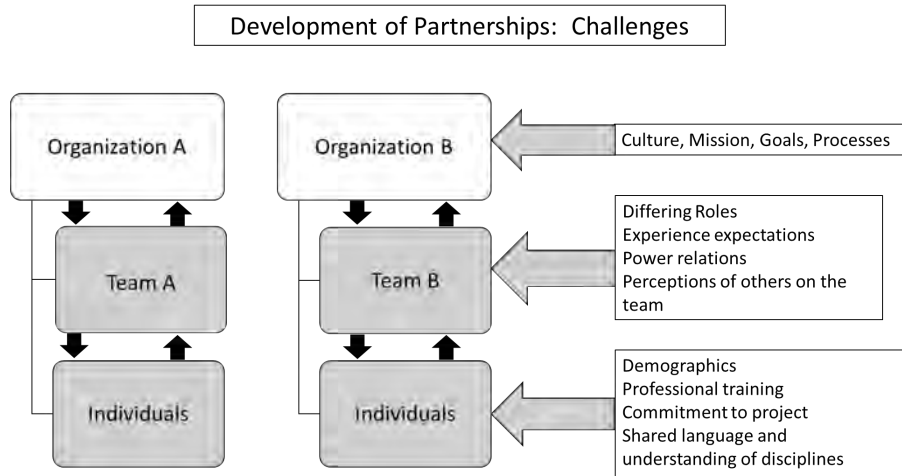 Development of Partnerships:  Challenges
Organization A
Organization B
Culture, Mission, Goals, Processes
Team A
Team B
Differing Roles
Experience expectations
Power relations
Perceptions of others on the
team
Individuals
Individuals
Demographics
Professional training
Commitment to project
Shared language and
understanding of disciplines